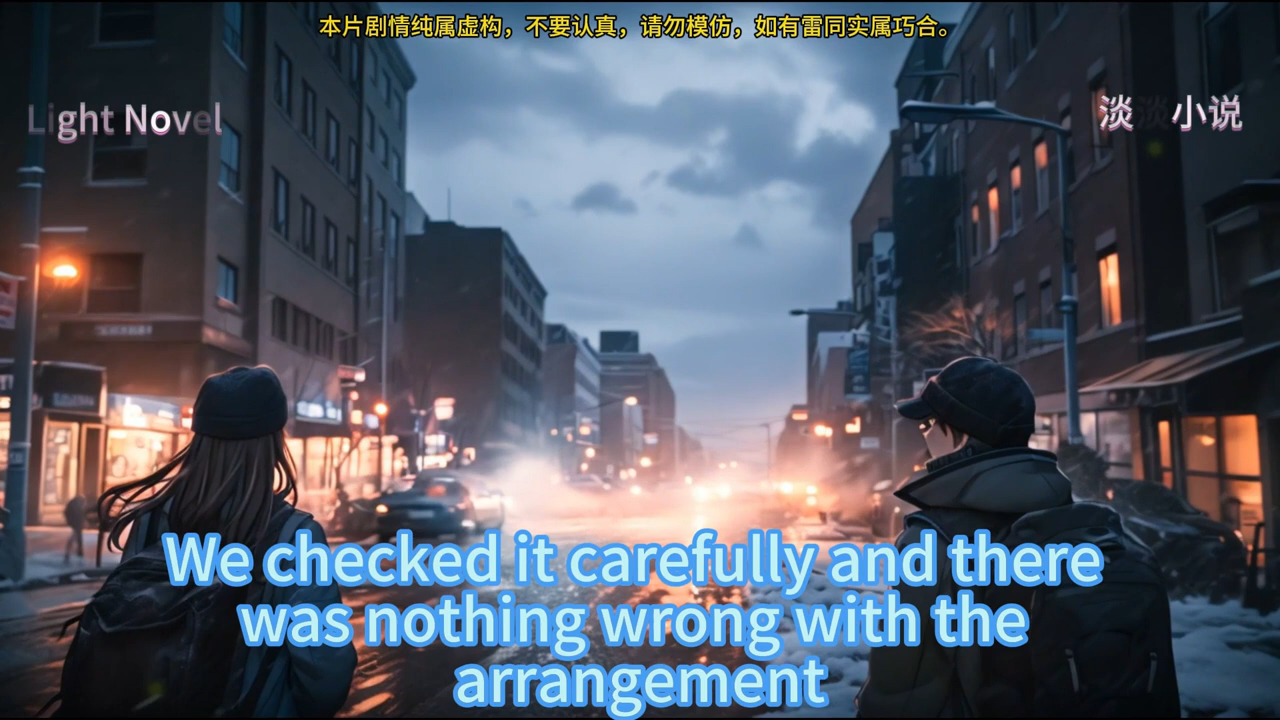 本片剧情纯属虚构，不要认真，请勿模仿，如有雷同实属巧合。
Light Novel
淡淡小说
We checked it carefully and there
was nothing wrong with the
arrangement